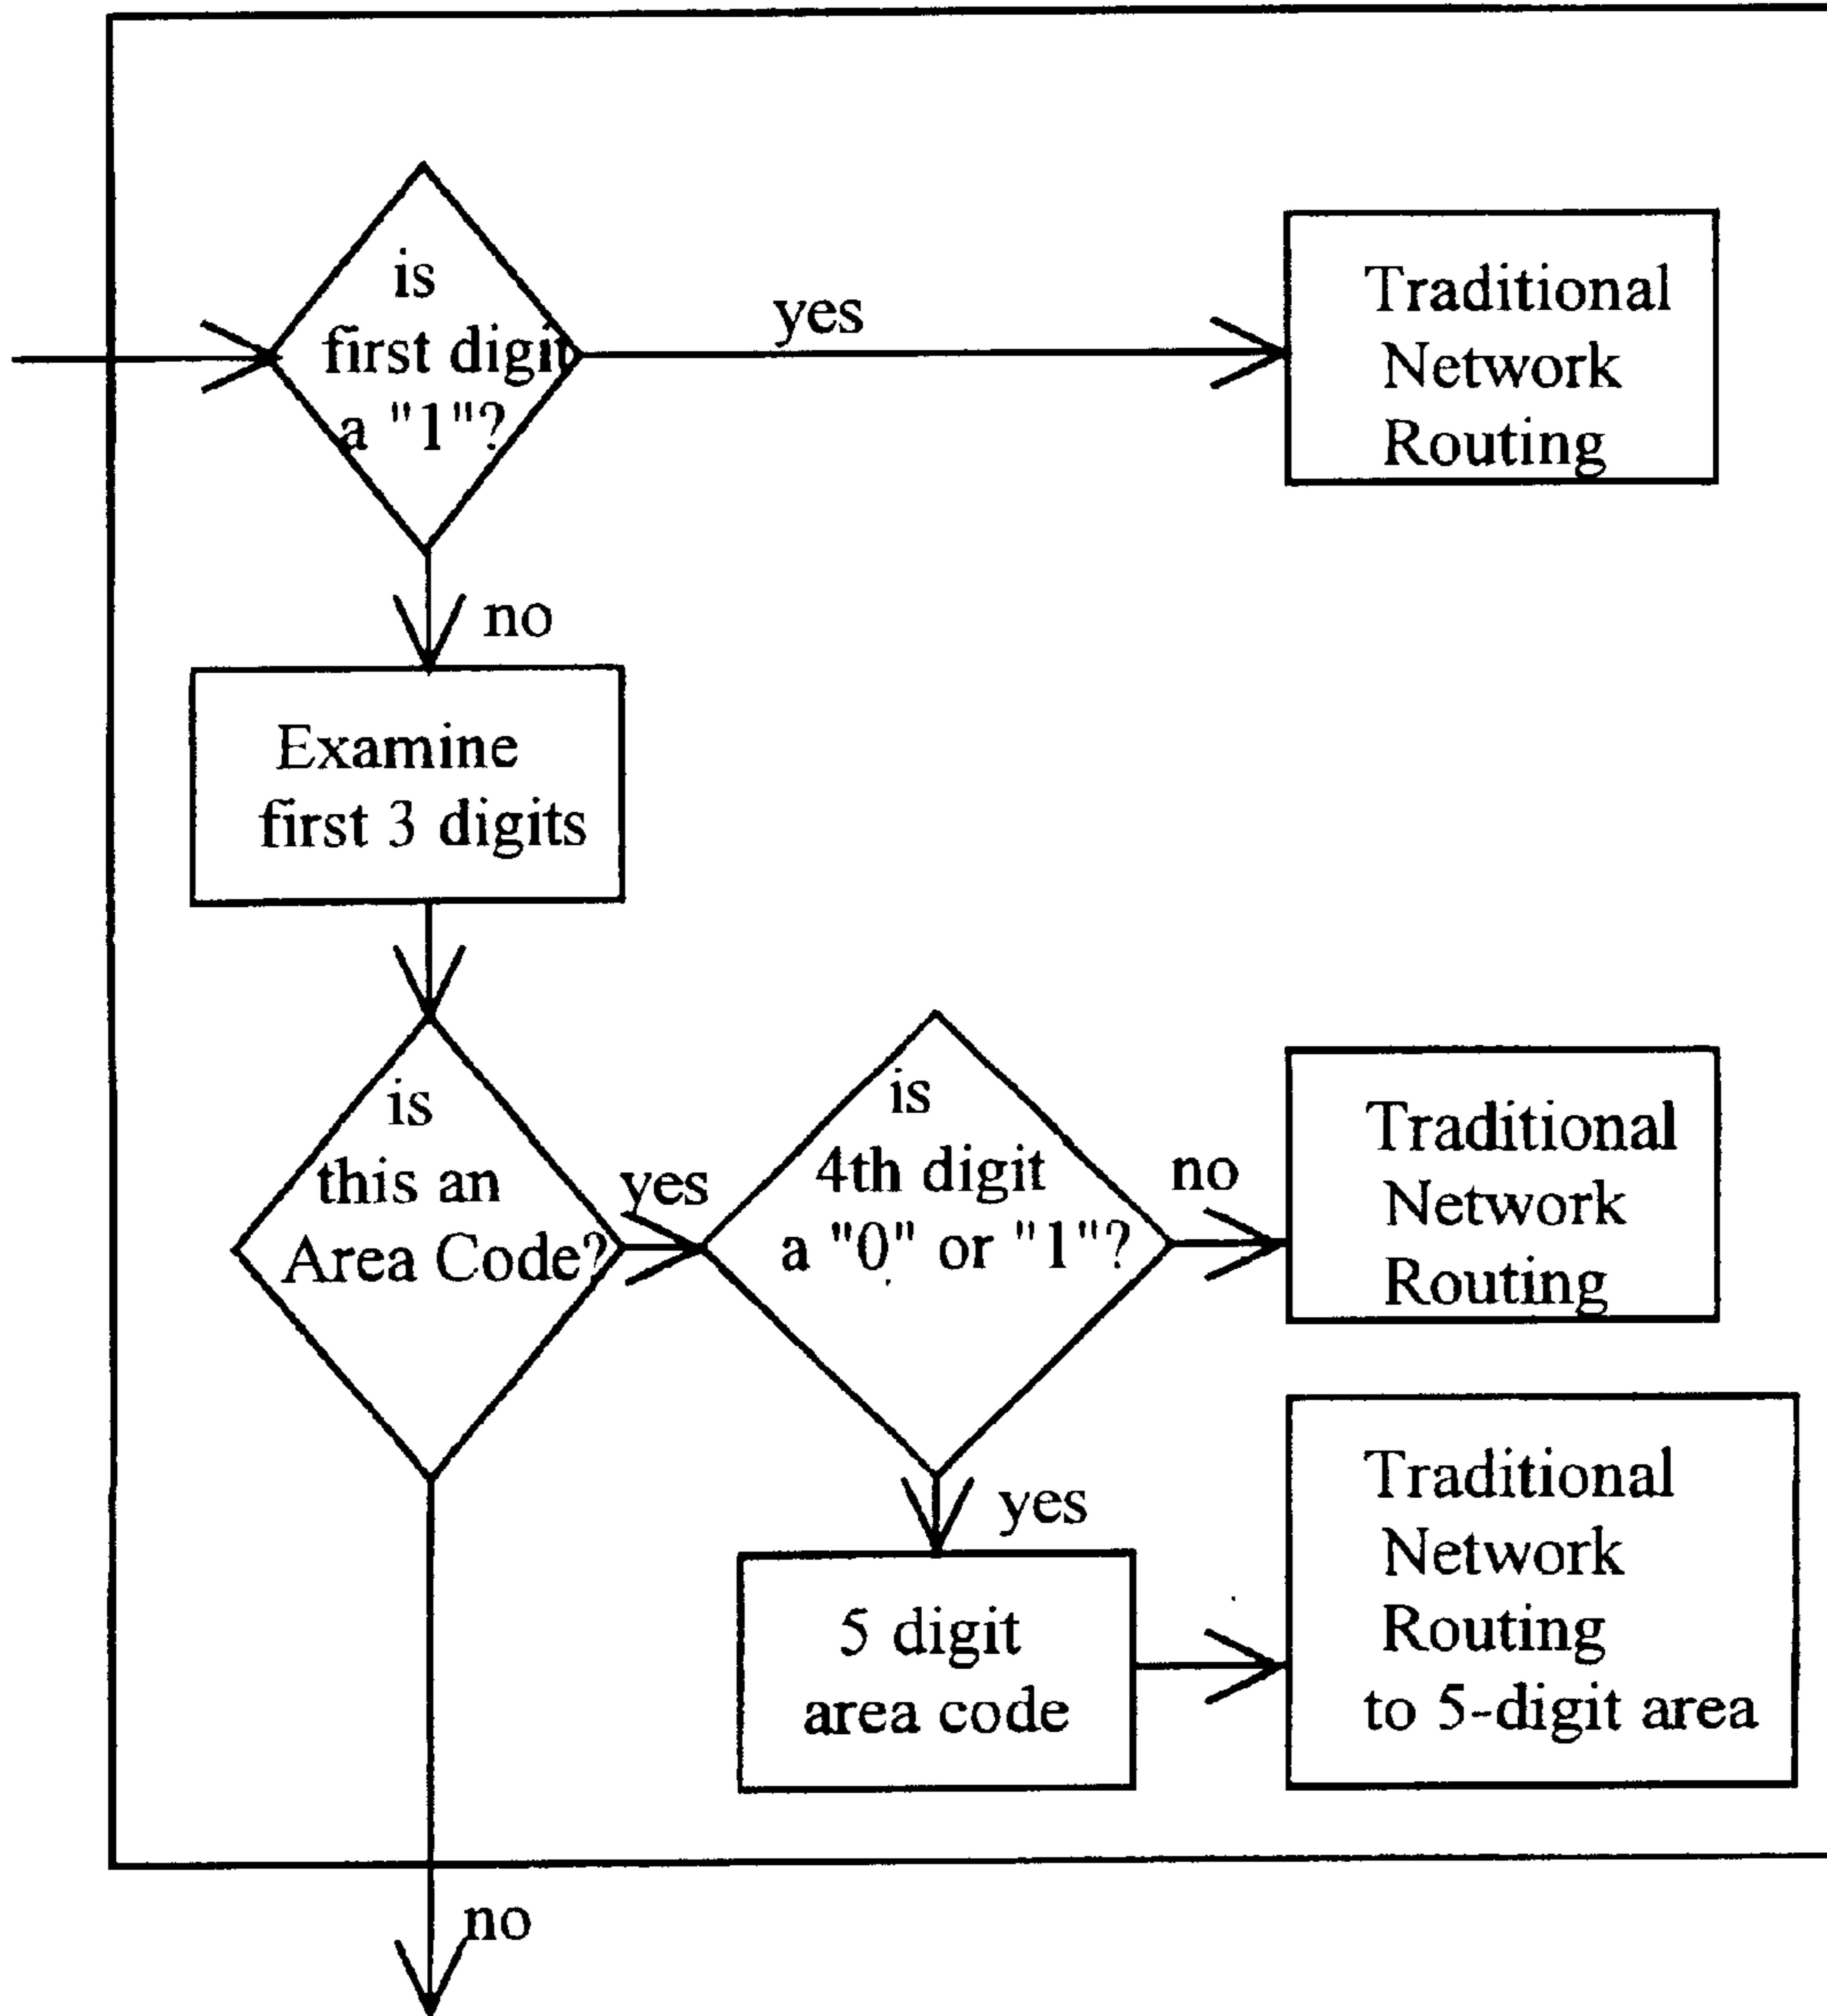 is
first digit
a "1"?
yes
Traditional
Network
Routing
no
Examine
first 3 digits
is
this an
Area Code?
yes
is
4th digit
a "0" or "1"?
no
Traditional
Network
Routing
yes
5 digit
area code
Traditional
Network
Routing
to 5-digit area
no